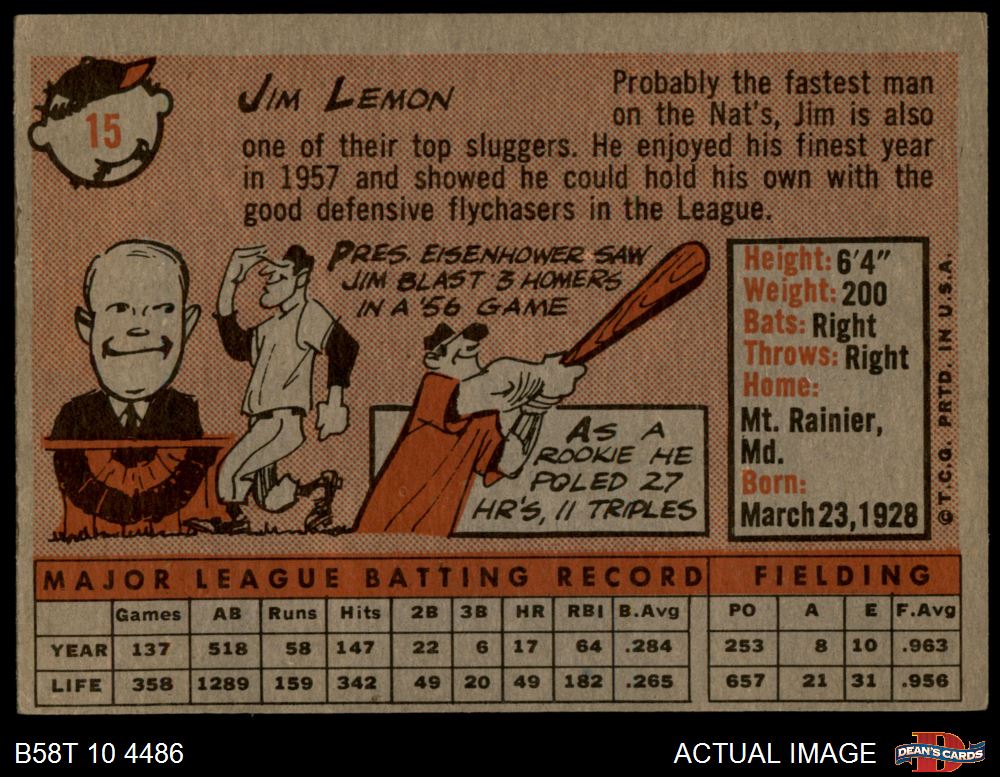 15
JIM LEMON
Probably the fastest man
on the Nat's, Jim is also
one of their top sluggers. He enjoyed his finest year
in 1957 and showed he could hold his own with the
good defensive flychasers in the League.
PRES. EISENHOWER SAW
JIM BLAST 3 HOMERS
IN A '56 GAME
AS A
ROOKIE HE
POLED 27
HR'S, 11 TRIPLES
Height: 6'4"
Weight: 200
Bats: Right
Throws: Right
Home:
Mt. Rainier,
Md.
Born:
March 23, 1928
© T.C.G. PRTD. IN U.S.A.
MAJOR LEAGUE BATTING RECORD FIELDING
Games AB Runs Hits 2B 3B HR RBI B.Avg PO A E F.Avg
YEAR 137 518 58 147 22 6 17 64 .284 253 8 10 .963
LIFE 358 1289 159 342 49 20 49 182 .265 657 21 31 .956
B58T 10 4486
ACTUAL IMAGE
D
DEAN'S CARDS